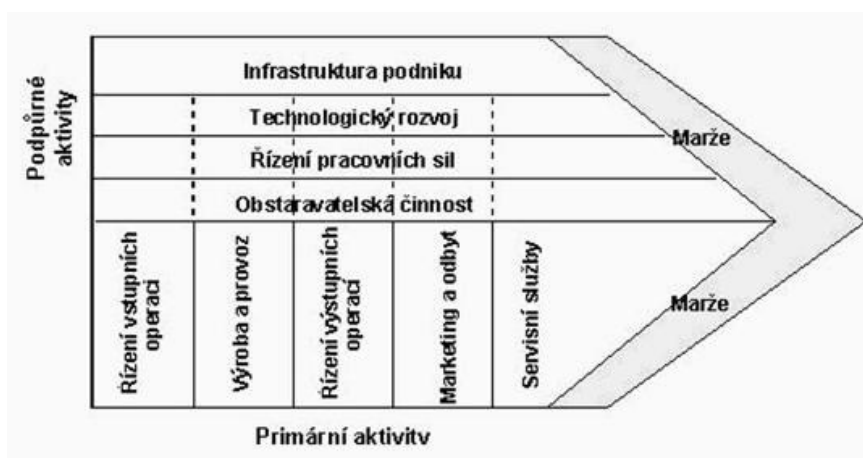 Podpůrné
aktivity
Infrastruktura podniku
Technologický rozvoj
Řízení pracovních sil
Obstaravatelská činnost
Marže
Řízení vstupních
operací
Výroba a provoz
Řízení výstupních
operací
Marketing a odbyt
Servisní služby
Marže
Primární aktivity